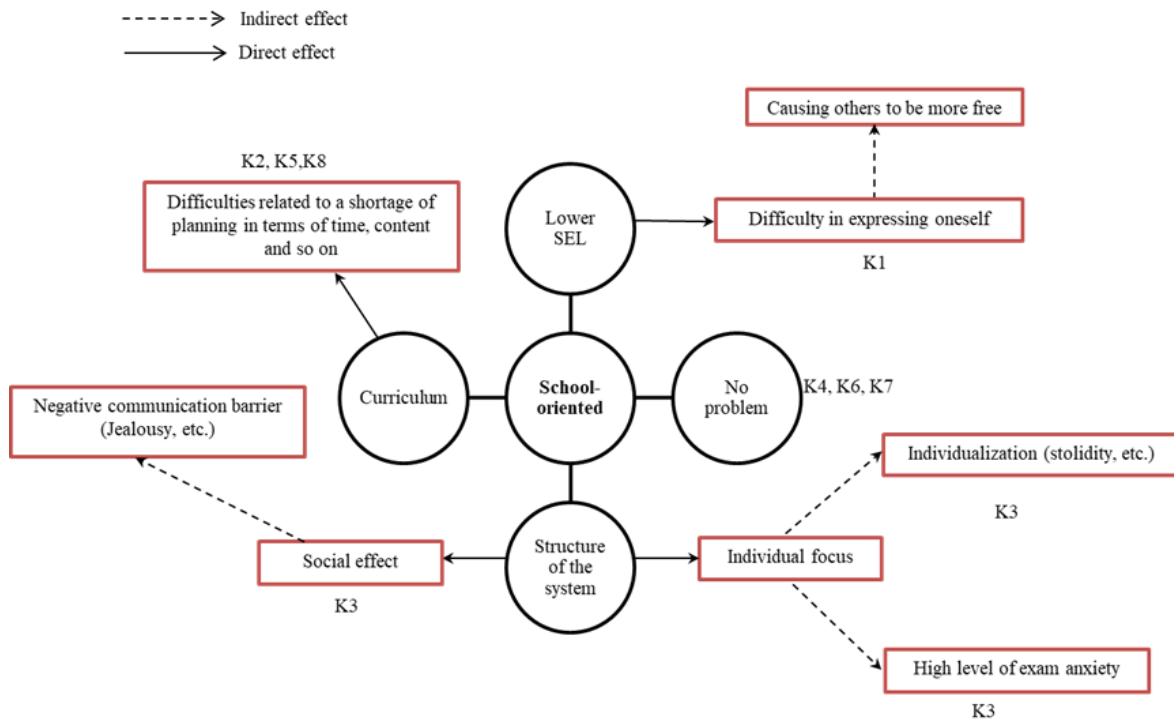 Indirect effect
Direct effect
Causing others to be more free
K2, K5,K8
Difficulties related to a shortage of
planning in terms of time, content
and so on
Lower
SEL
Difficulty in expressing oneself
K1
Curriculum
School-
oriented
No
problem
K4, K6, K7
Negative communication barrier
(Jealousy, etc.)
Individualization (stolidity, etc.)
K3
Social effect
K3
Structure
of the
system
Individual focus
High level of exam anxiety
K3